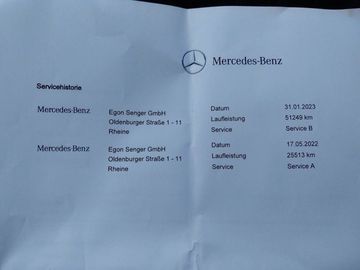 Mercedes-Benz
Servicehistorie
Mercedes-Benz Egon Senger GmbH Datum 31.01.2023
Oldenburger Straße 1 - 11 Laufleistung 51249 km
Rheine Service Service B
Mercedes-Benz Egon Senger GmbH Datum 17.05.2022
Oldenburger Straße 1 - 11 Laufleistung 25513 km
Rheine Service Service A